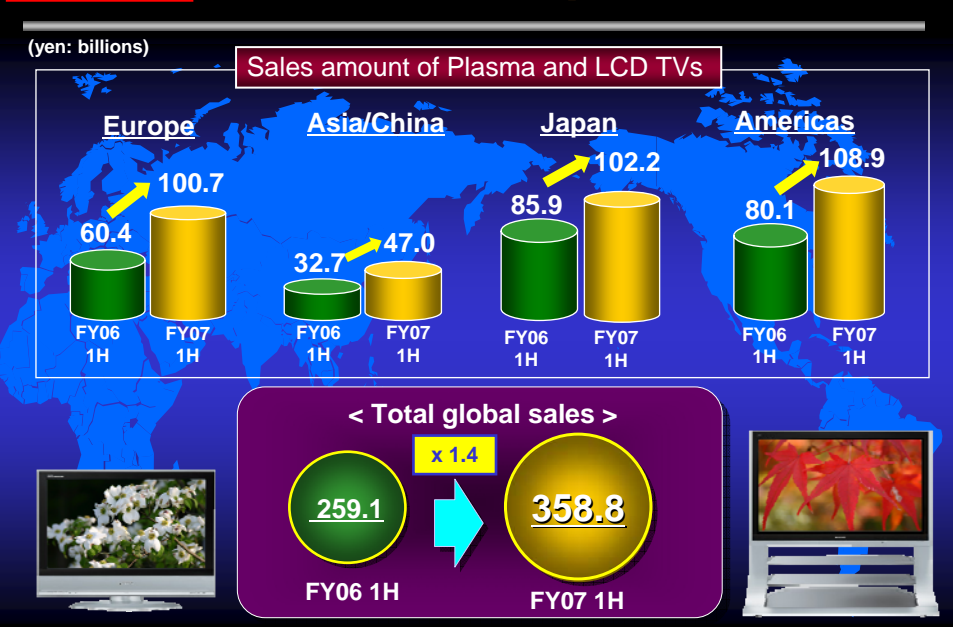 (yen: billions)
Sales amount of Plasma and LCD TVs
Europe
60.4
100.7
FY06
1H
FY07
1H
Asia/China
32.7
47.0
FY06
1H
FY07
1H
Japan
85.9
102.2
FY06
1H
FY07
1H
Americas
80.1
108.9
FY06
1H
FY07
1H
< Total global sales >
x 1.4
259.1
358.8
FY06 1H
FY07 1H